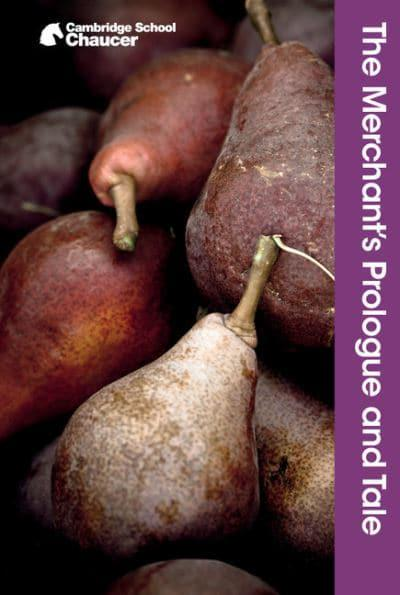 Cambridge School
Chaucer
The Merchant's Prologue and Tale